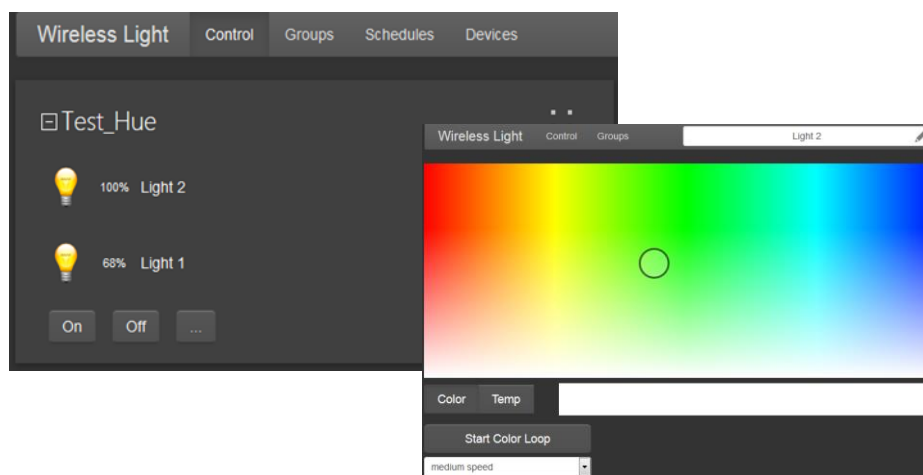 Wireless Light Control Groups Schedules Devices
Test_Hue
100% Light 2
68% Light 1
On Off ...
Wireless Light Control Groups Light 2
Color Temp
Start Color Loop
medium speed